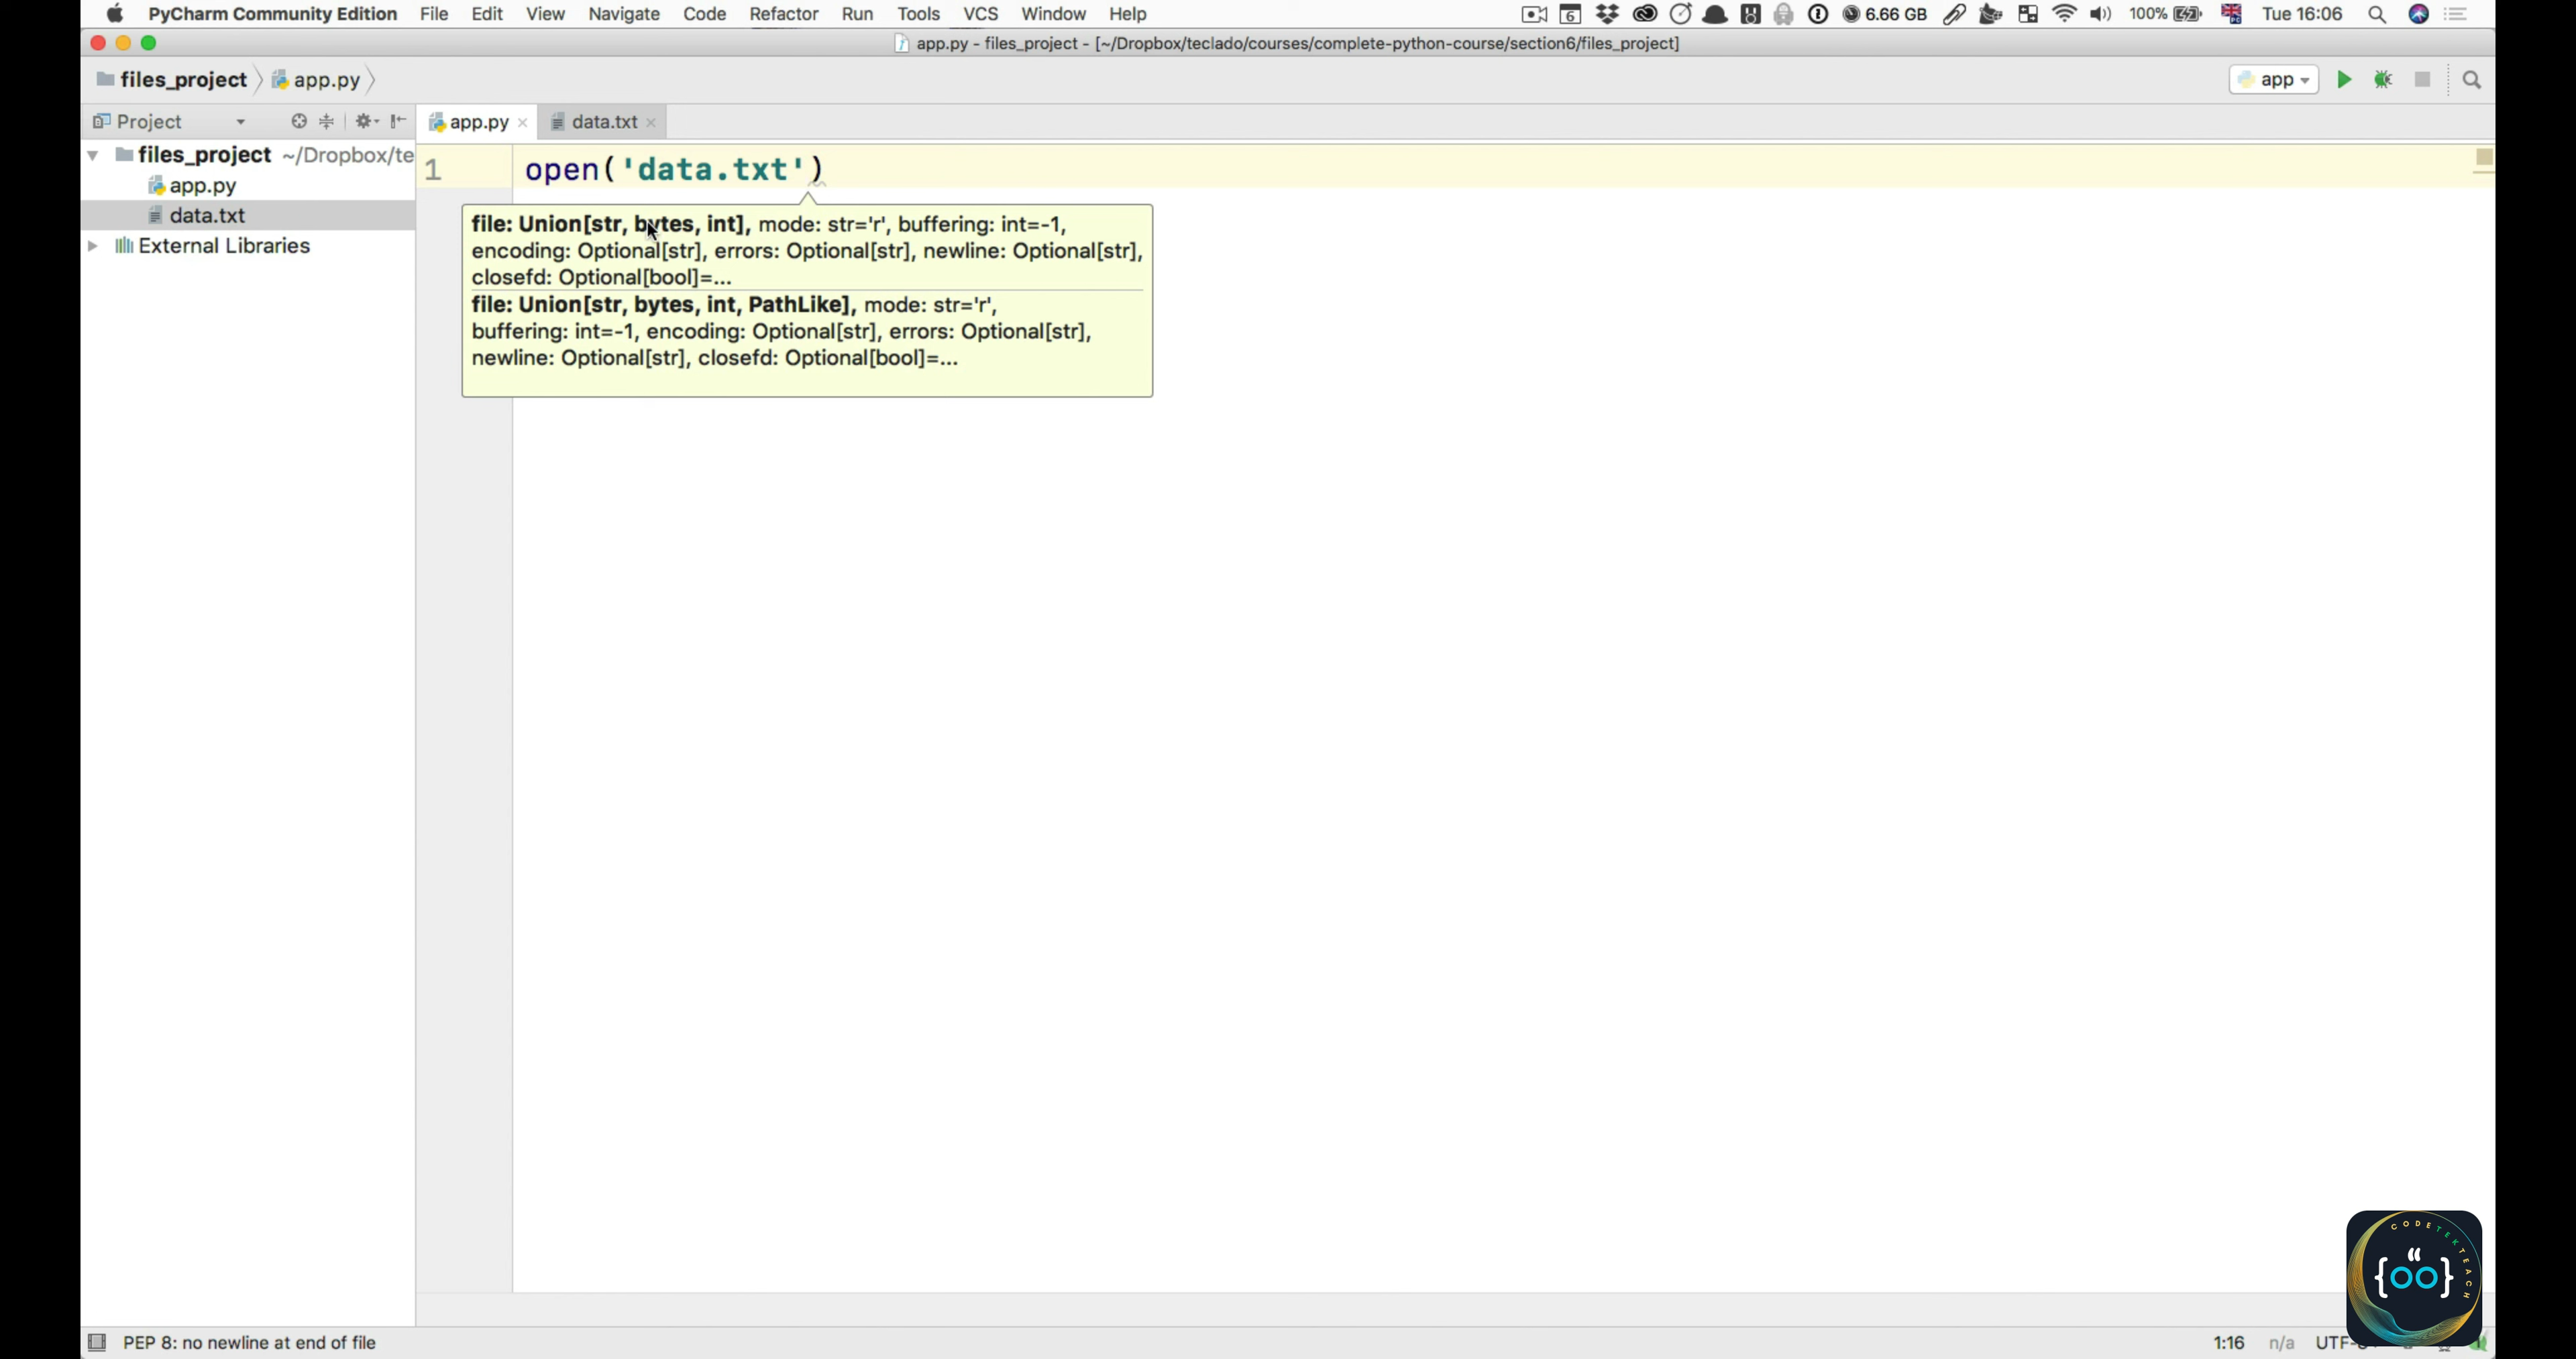 PyCharm Community Edition File Edit View Navigate Code Refactor Run Tools VCS Window Help 6 6.66 GB 100% Tue 16:06
app.py - files_project - [~/Dropbox/teclado/courses/complete-python-course/section6/files_project]
files_project app.py app
Project app.py data.txt
files_project ~/Dropbox/te
app.py
data.txt
External Libraries
1 open('data.txt')
file: Union[str, bytes, int], mode: str='r', buffering: int=-1,
encoding: Optional[str], errors: Optional[str], newline: Optional[str],
closefd: Optional[bool]=...
file: Union[str, bytes, int, PathLike], mode: str='r',
buffering: int=-1, encoding: Optional[str], errors: Optional[str],
newline: Optional[str], closefd: Optional[bool]=...
CODETEKTEACH
PEP 8: no newline at end of file 1:16 n/a UTF-